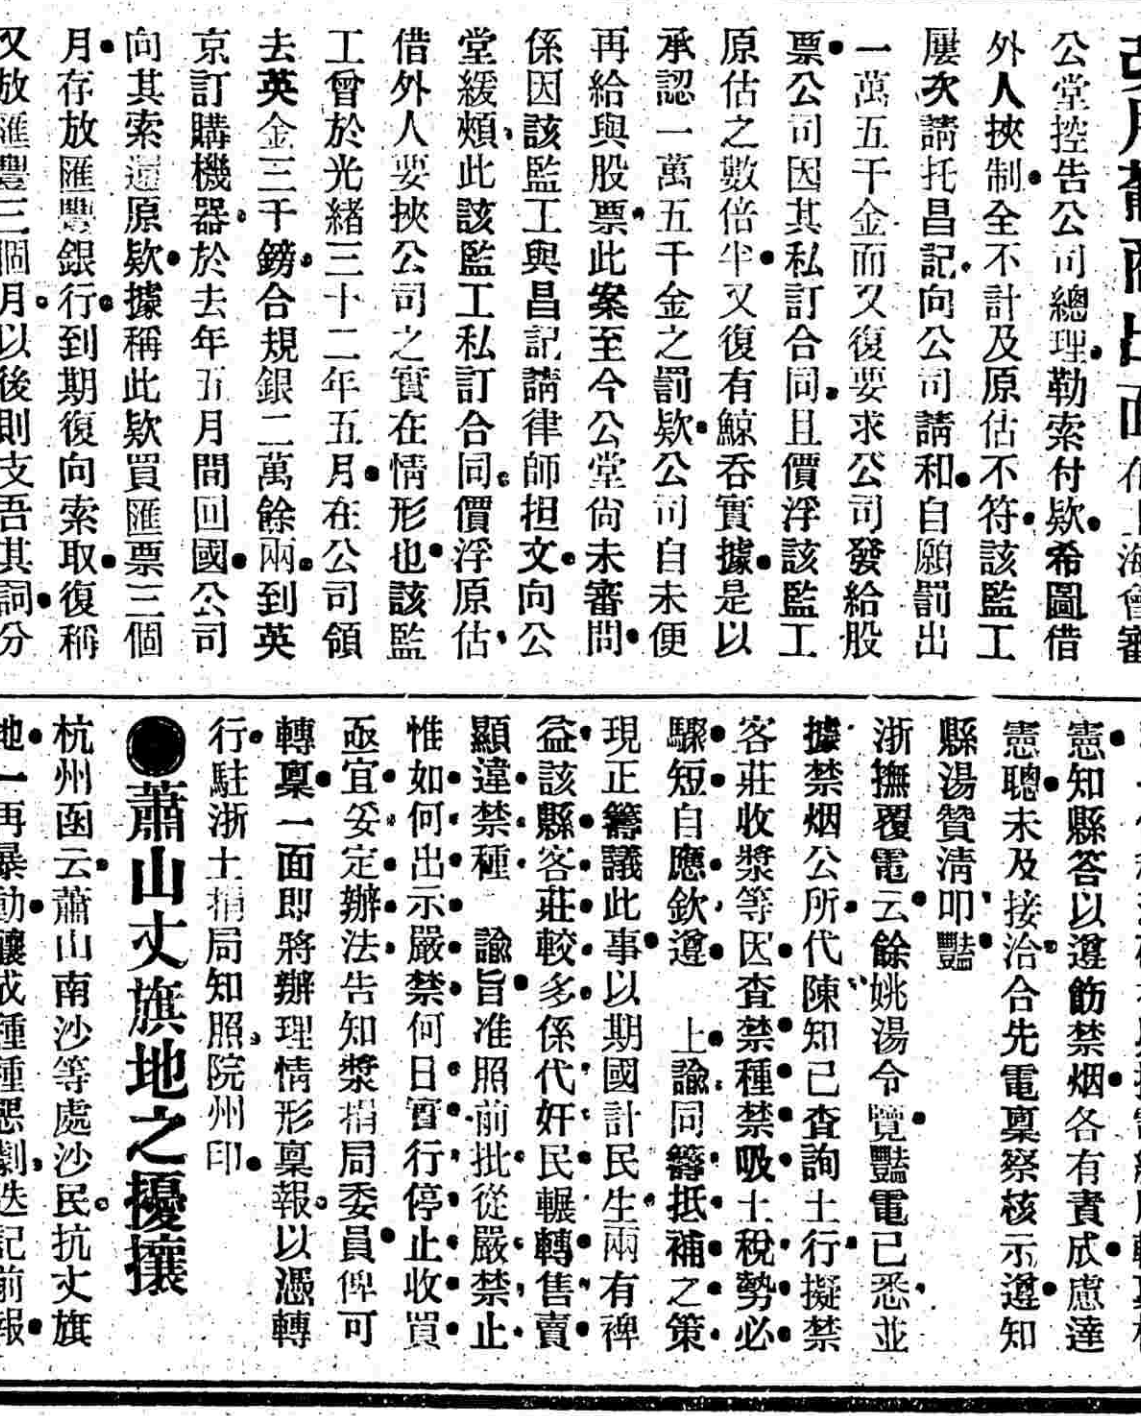 在上海會審
公堂控告公司總理勒索付欵希圖借
外人挾制全不計及原估不符該監工
屢次請托昌記向公司請和自願罰出
一萬五千金而又復要求公司發給股
票公司因其私訂合同且價浮該監工
原估之數倍半又復有鯨吞實據是以
承認一萬五千金之罰欵公司自未便
再給與股票此案至今公堂尙未審問
係因該監工與昌記請律師担文向公
堂緩頰此該監工私訂合同價浮原估
借外人要挾公司之實在情形也該監
工曾於光緒三十二年五月在公司領
去英金三千鎊合規銀二萬餘兩到英
京訂購機器於去年五月間回國公司
向其索還原欵據稱此欵買匯票三個
月存放匯豐銀行到期復向索取復稱
又放匯豐三個月以後則支吾其詞分
憲知縣答以遵飭禁烟各有責成慮達
憲聰未及接洽合先電稟察核示遵知
縣湯贊淸叩豔
浙撫覆電云餘姚湯令覽豔電已悉並
據禁烟公所代陳知己查詢土行擬禁
客莊收漿等因查禁種禁吸土稅勢必
驟短自應欽遵　上諭同籌抵補之策
現正籌議此事以期國計民生兩有裨
益該縣客莊較多係代奸民輾轉售賣
顯違禁種　諭旨准照前批從嚴禁止
惟如何出示嚴禁何日實行停止收買
亟宜妥定辦法告知漿捐局委員俾可
轉稟一面即將辦理情形稟報以憑轉
行駐浙土捐局知照院州印
●蕭山丈旗地之擾攘
杭州函云蕭山南沙等處沙民抗丈旗
地一再暴動釀成種種惡劇迭記前報